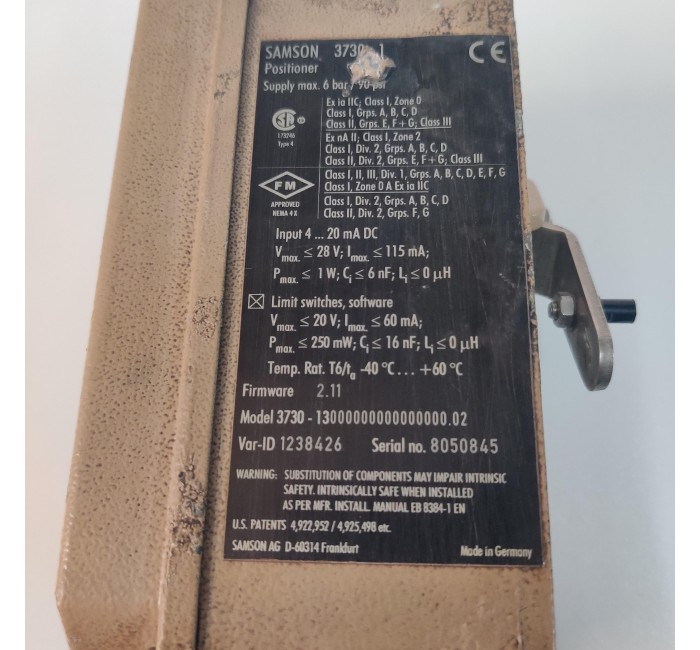 SAMSON 3730 - 1
CE
Positioner
Supply max. 6 bar / 90 psi
Ex ia IIC; Class I, Zone 0
Class I, Grps. A, B, C, D
Class II, Grps. E, F + G; Class III
SA ®
173746
Type 4
Ex nA II; Class I, Zone 2
Class I, Div. 2, Grps. A, B, C, D
Class II, Div. 2, Grps. E, F + G; Class III
FM
APPROVED
NEMA 4 X
Class I, II, III, Div. 1, Grps. A, B, C, D, E, F, G
Class I, Zone 0 A Ex ia IIC
Class I, Div. 2, Grps. A, B, C, D
Class II, Div. 2, Grps. F, G
Input 4 ... 20 mA DC
Vmax. ≤ 28 V; Imax. ≤ 115 mA;
Pmax. ≤ 1 W; Ci ≤ 6 nF; Li ≤ 0 µH
☒ Limit switches, software
Vmax. ≤ 20 V; Imax. ≤ 60 mA;
Pmax. ≤ 250 mW; Ci ≤ 16 nF; Li ≤ 0 µH
Temp. Rat. T6/ta -40 °C ... +60 °C
Firmware 2.11
Model 3730 - 13000000000000000.02
Var-ID 1238426 Serial no. 8050845
WARNING: SUBSTITUTION OF COMPONENTS MAY IMPAIR INTRINSIC
SAFETY. INTRINSICALLY SAFE WHEN INSTALLED
AS PER MFR. INSTALL. MANUAL EB 8384-1 EN
U.S. PATENTS 4,922,952 / 4,925,498 etc.
SAMSON AG D-60314 Frankfurt Made in Germany